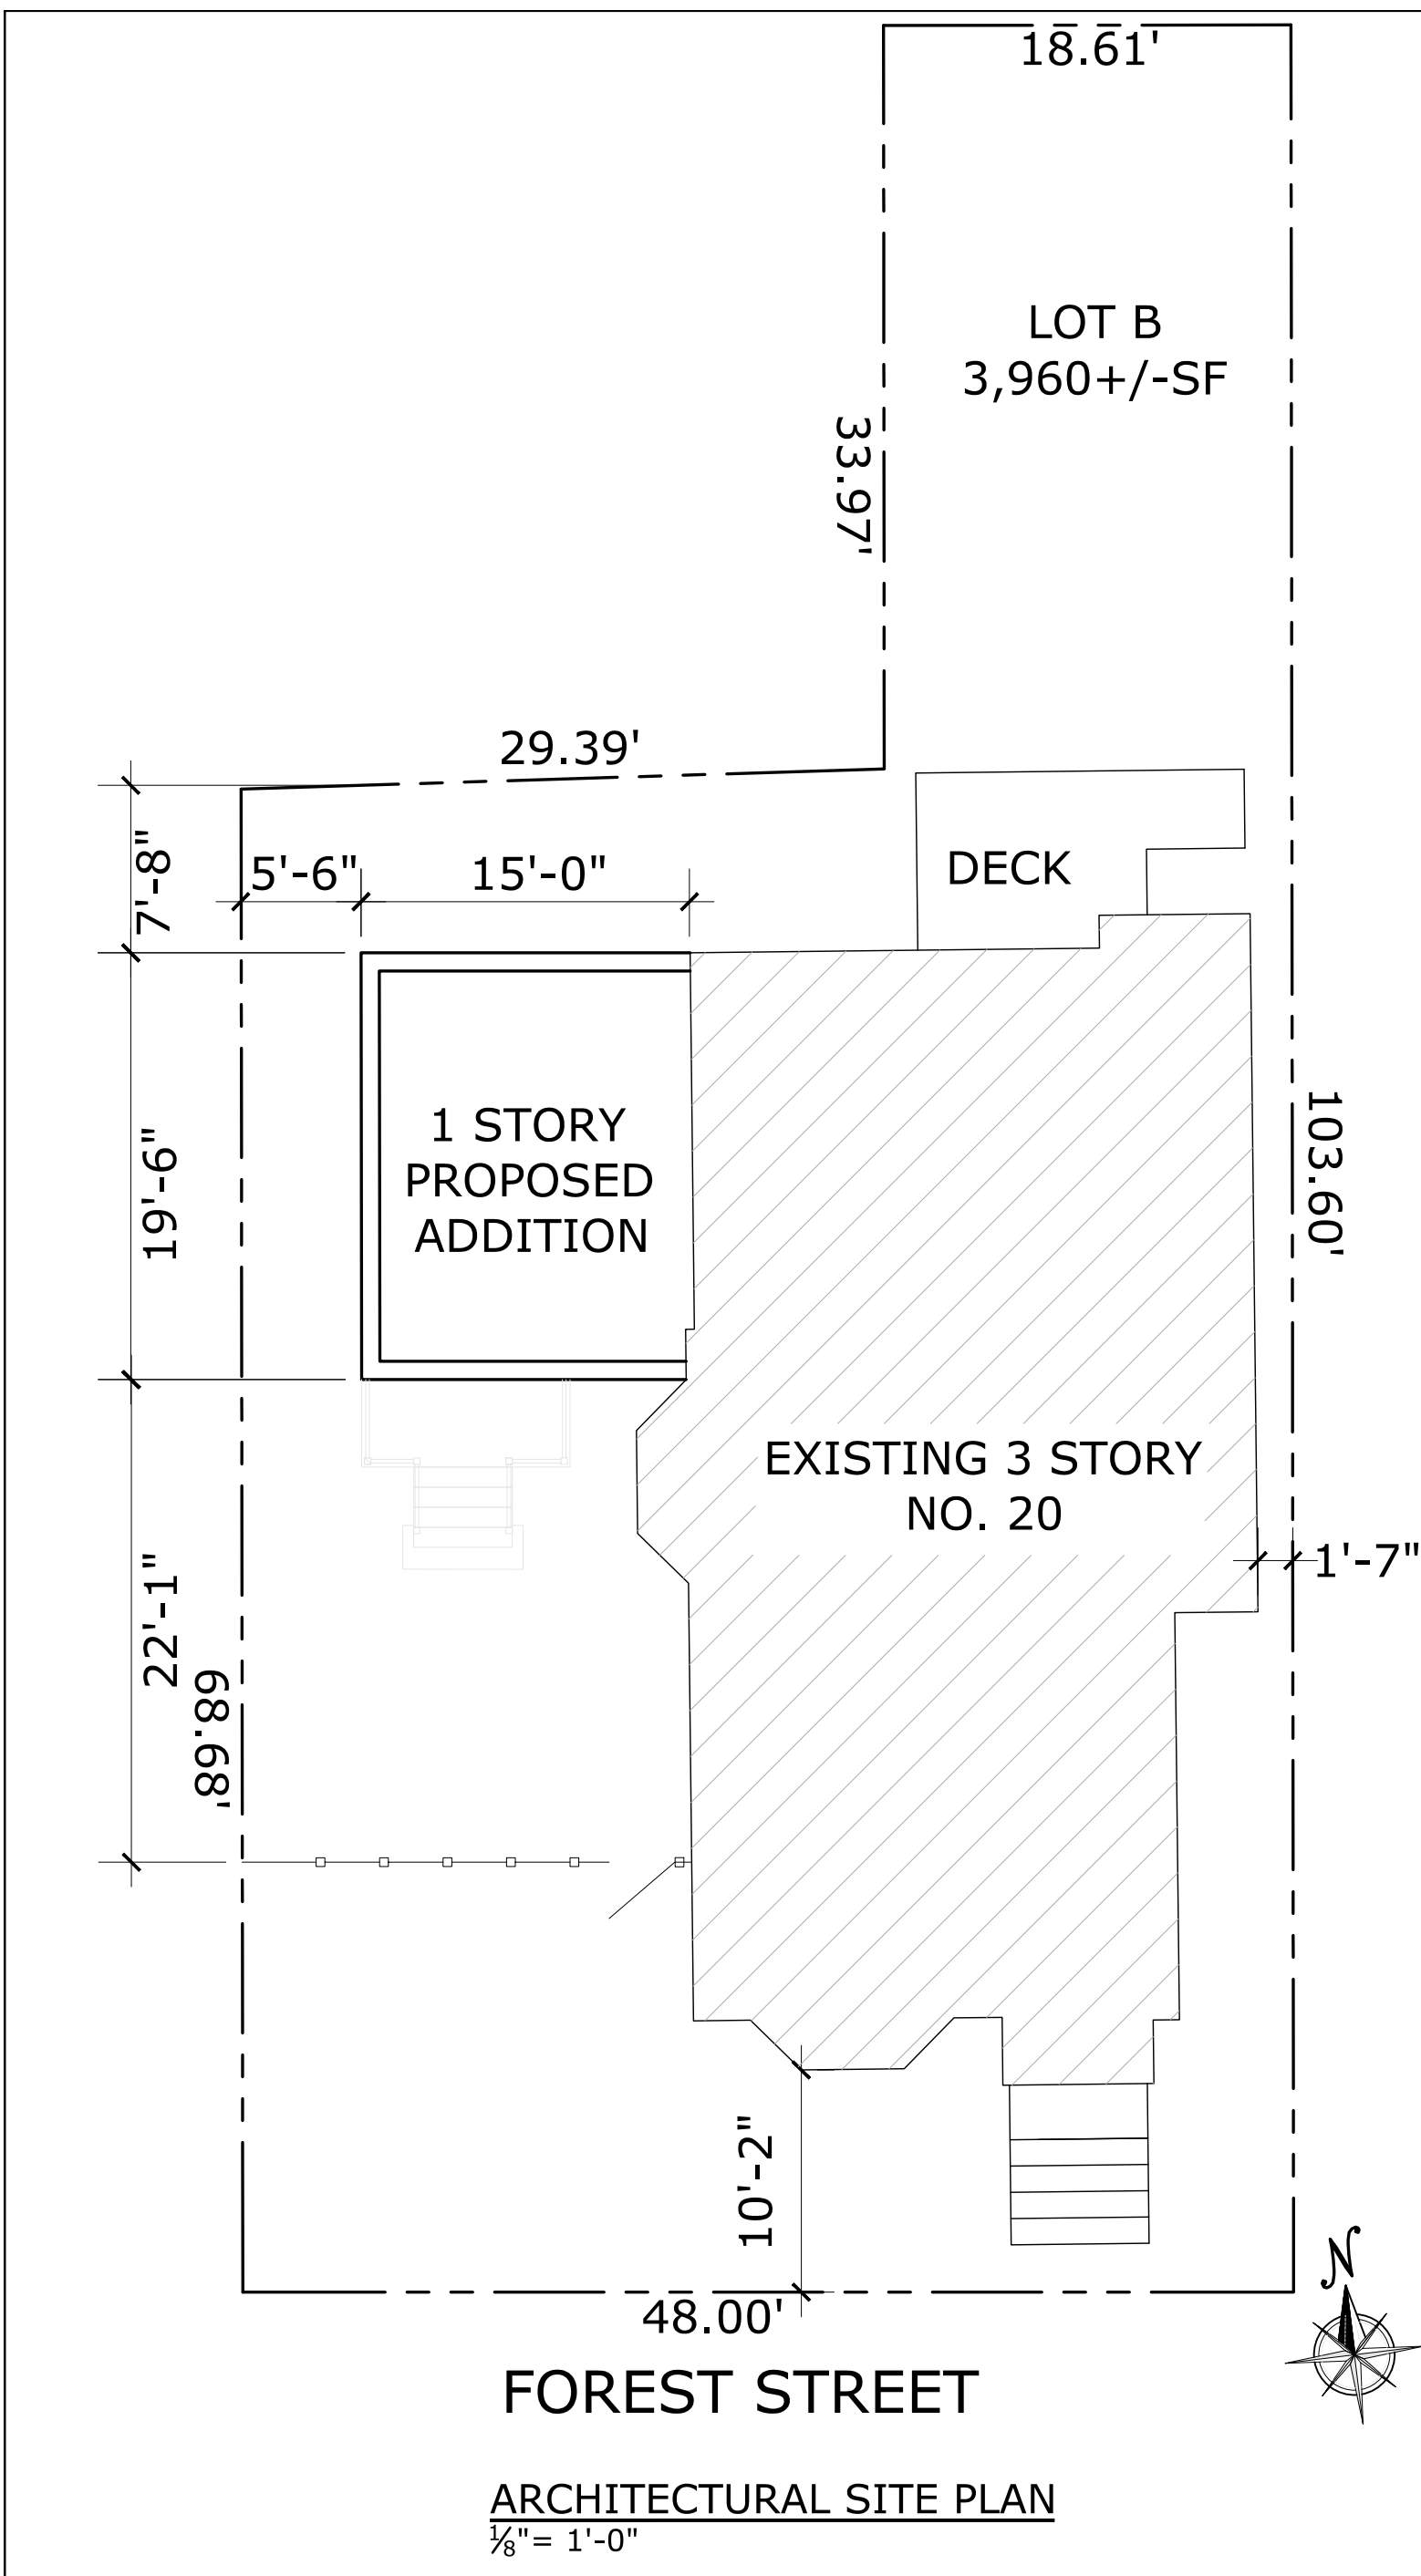 18.61'
LOT B
3,960+/-SF
33.97'
29.39'
7'-8"
5'-6"
15'-0"
DECK
1 STORY
PROPOSED
ADDITION
19'-6"
103.60'
EXISTING 3 STORY
NO. 20
1'-7"
22'-1"
68.68'
10'-2"
48.00'
N
FOREST STREET
ARCHITECTURAL SITE PLAN
⅛"= 1'-0"